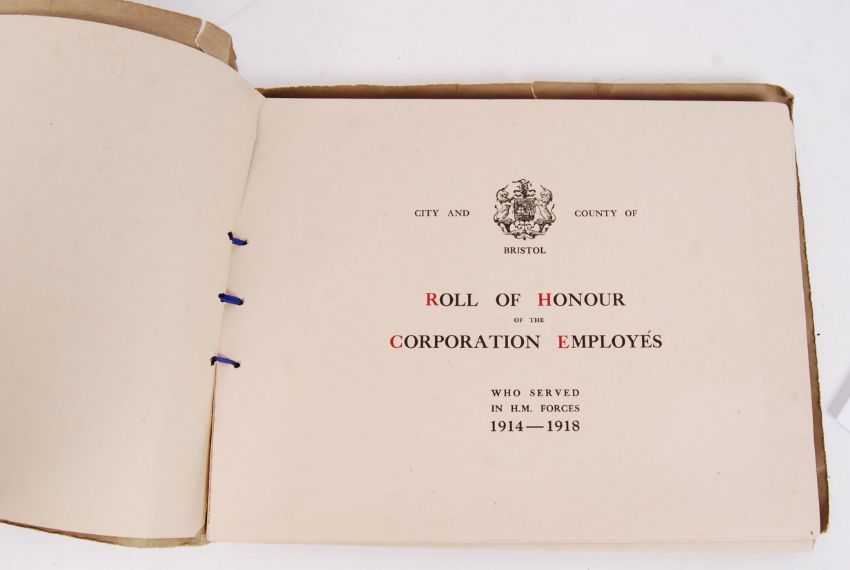 CITY AND COUNTY OF
BRISTOL
ROLL OF HONOUR
OF THE
CORPORATION EMPLOYÉS
WHO SERVED
IN H.M. FORCES
1914—1918